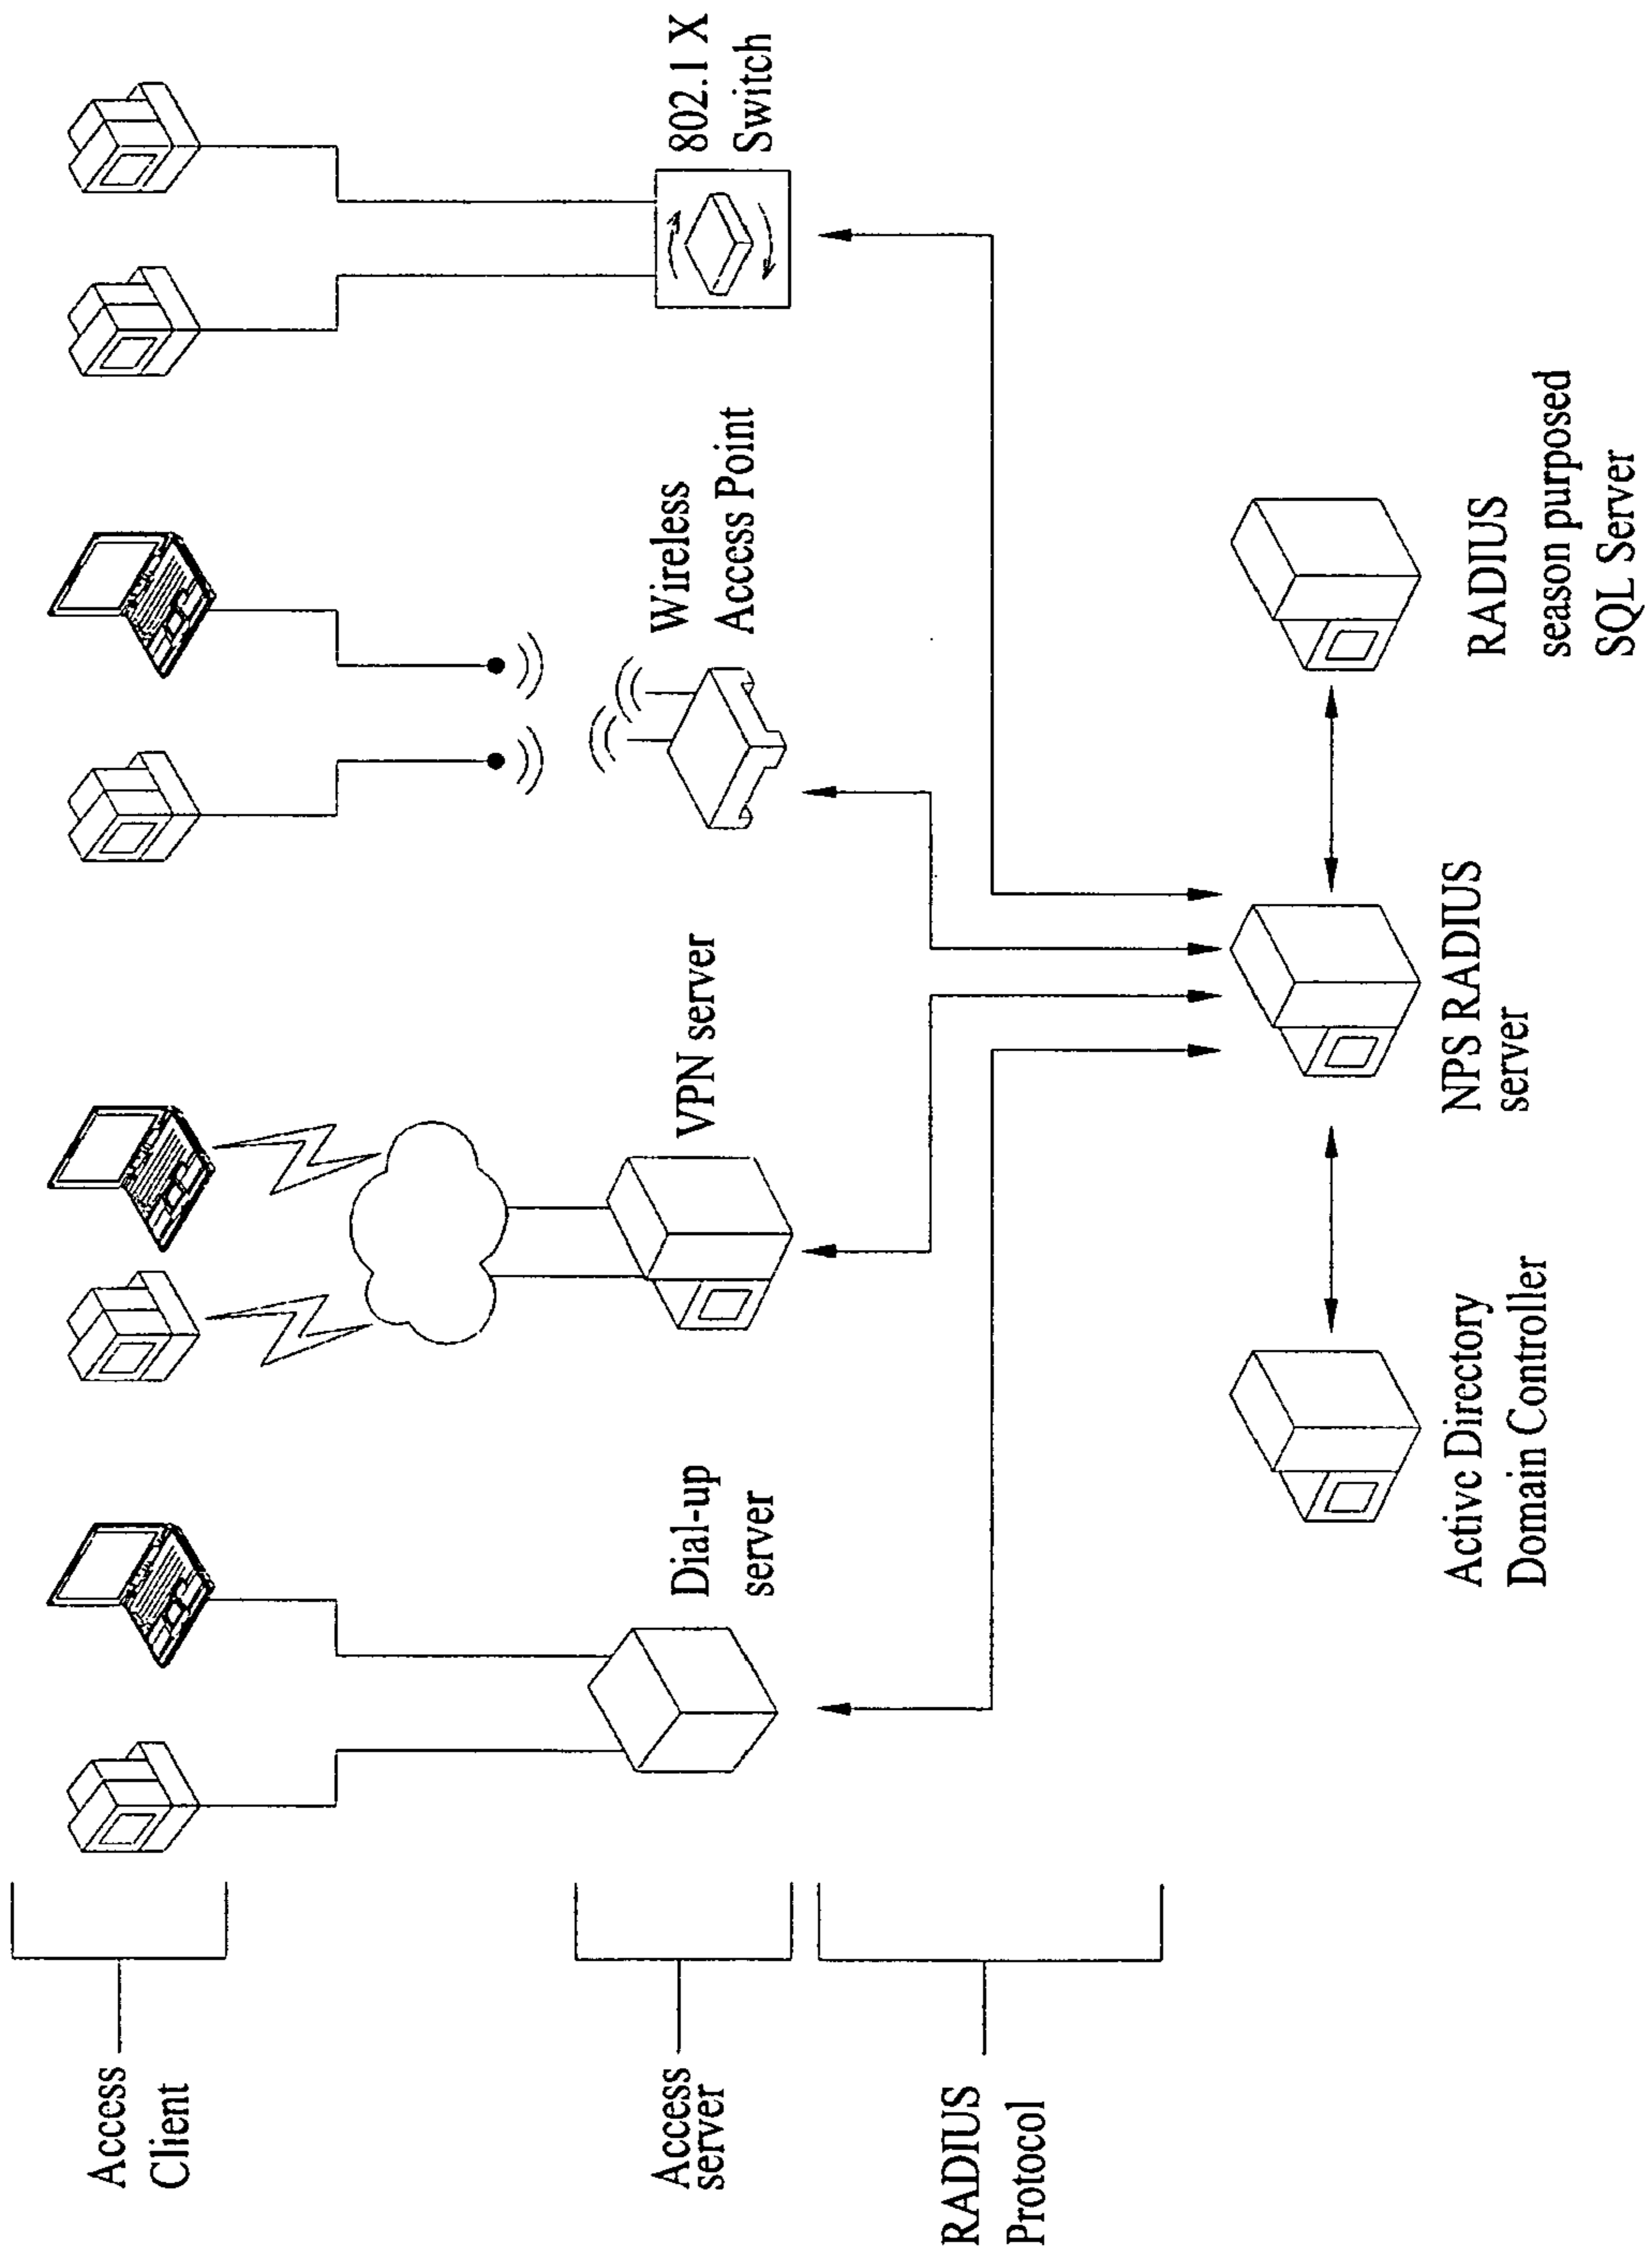 Access
Client
Access
server
RADIUS
Protocol
Dial-up
server
VPN server
Wireless
Access Point
802.1 X
Switch
Active Directory
Domain Controller
NPS RADIUS
server
RADIUS
season purposed
SQL Server